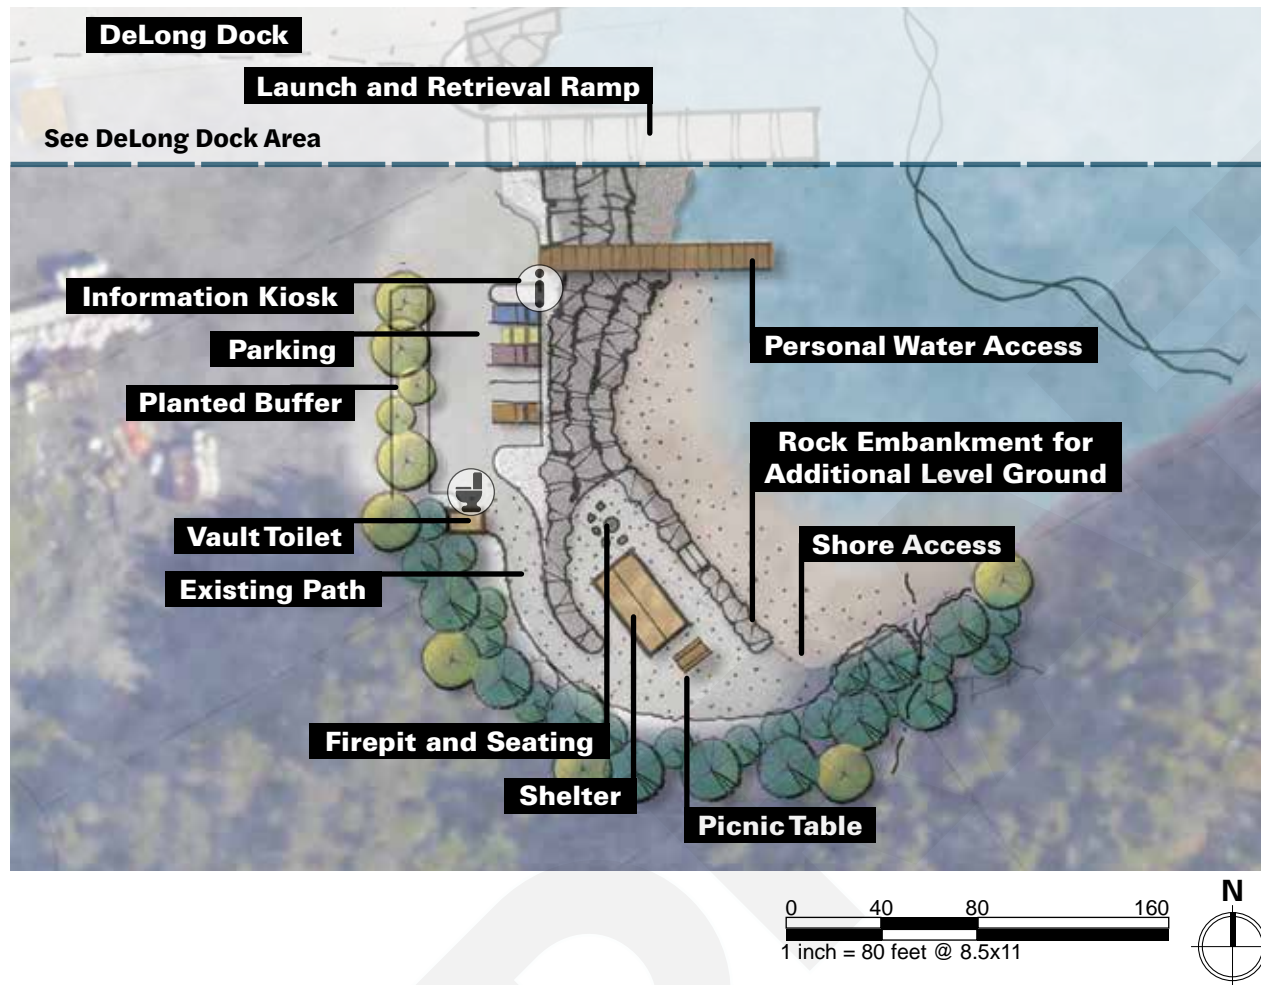 DeLong Dock
Launch and Retrieval Ramp
See DeLong Dock Area
Information Kiosk
Parking
Planted Buffer
Personal Water Access
Rock Embankment for
Additional Level Ground
Vault Toilet
Shore Access
Existing Path
Firepit and Seating
Shelter
Picnic Table
0 40 80 160
1 inch = 80 feet @ 8.5x11
N